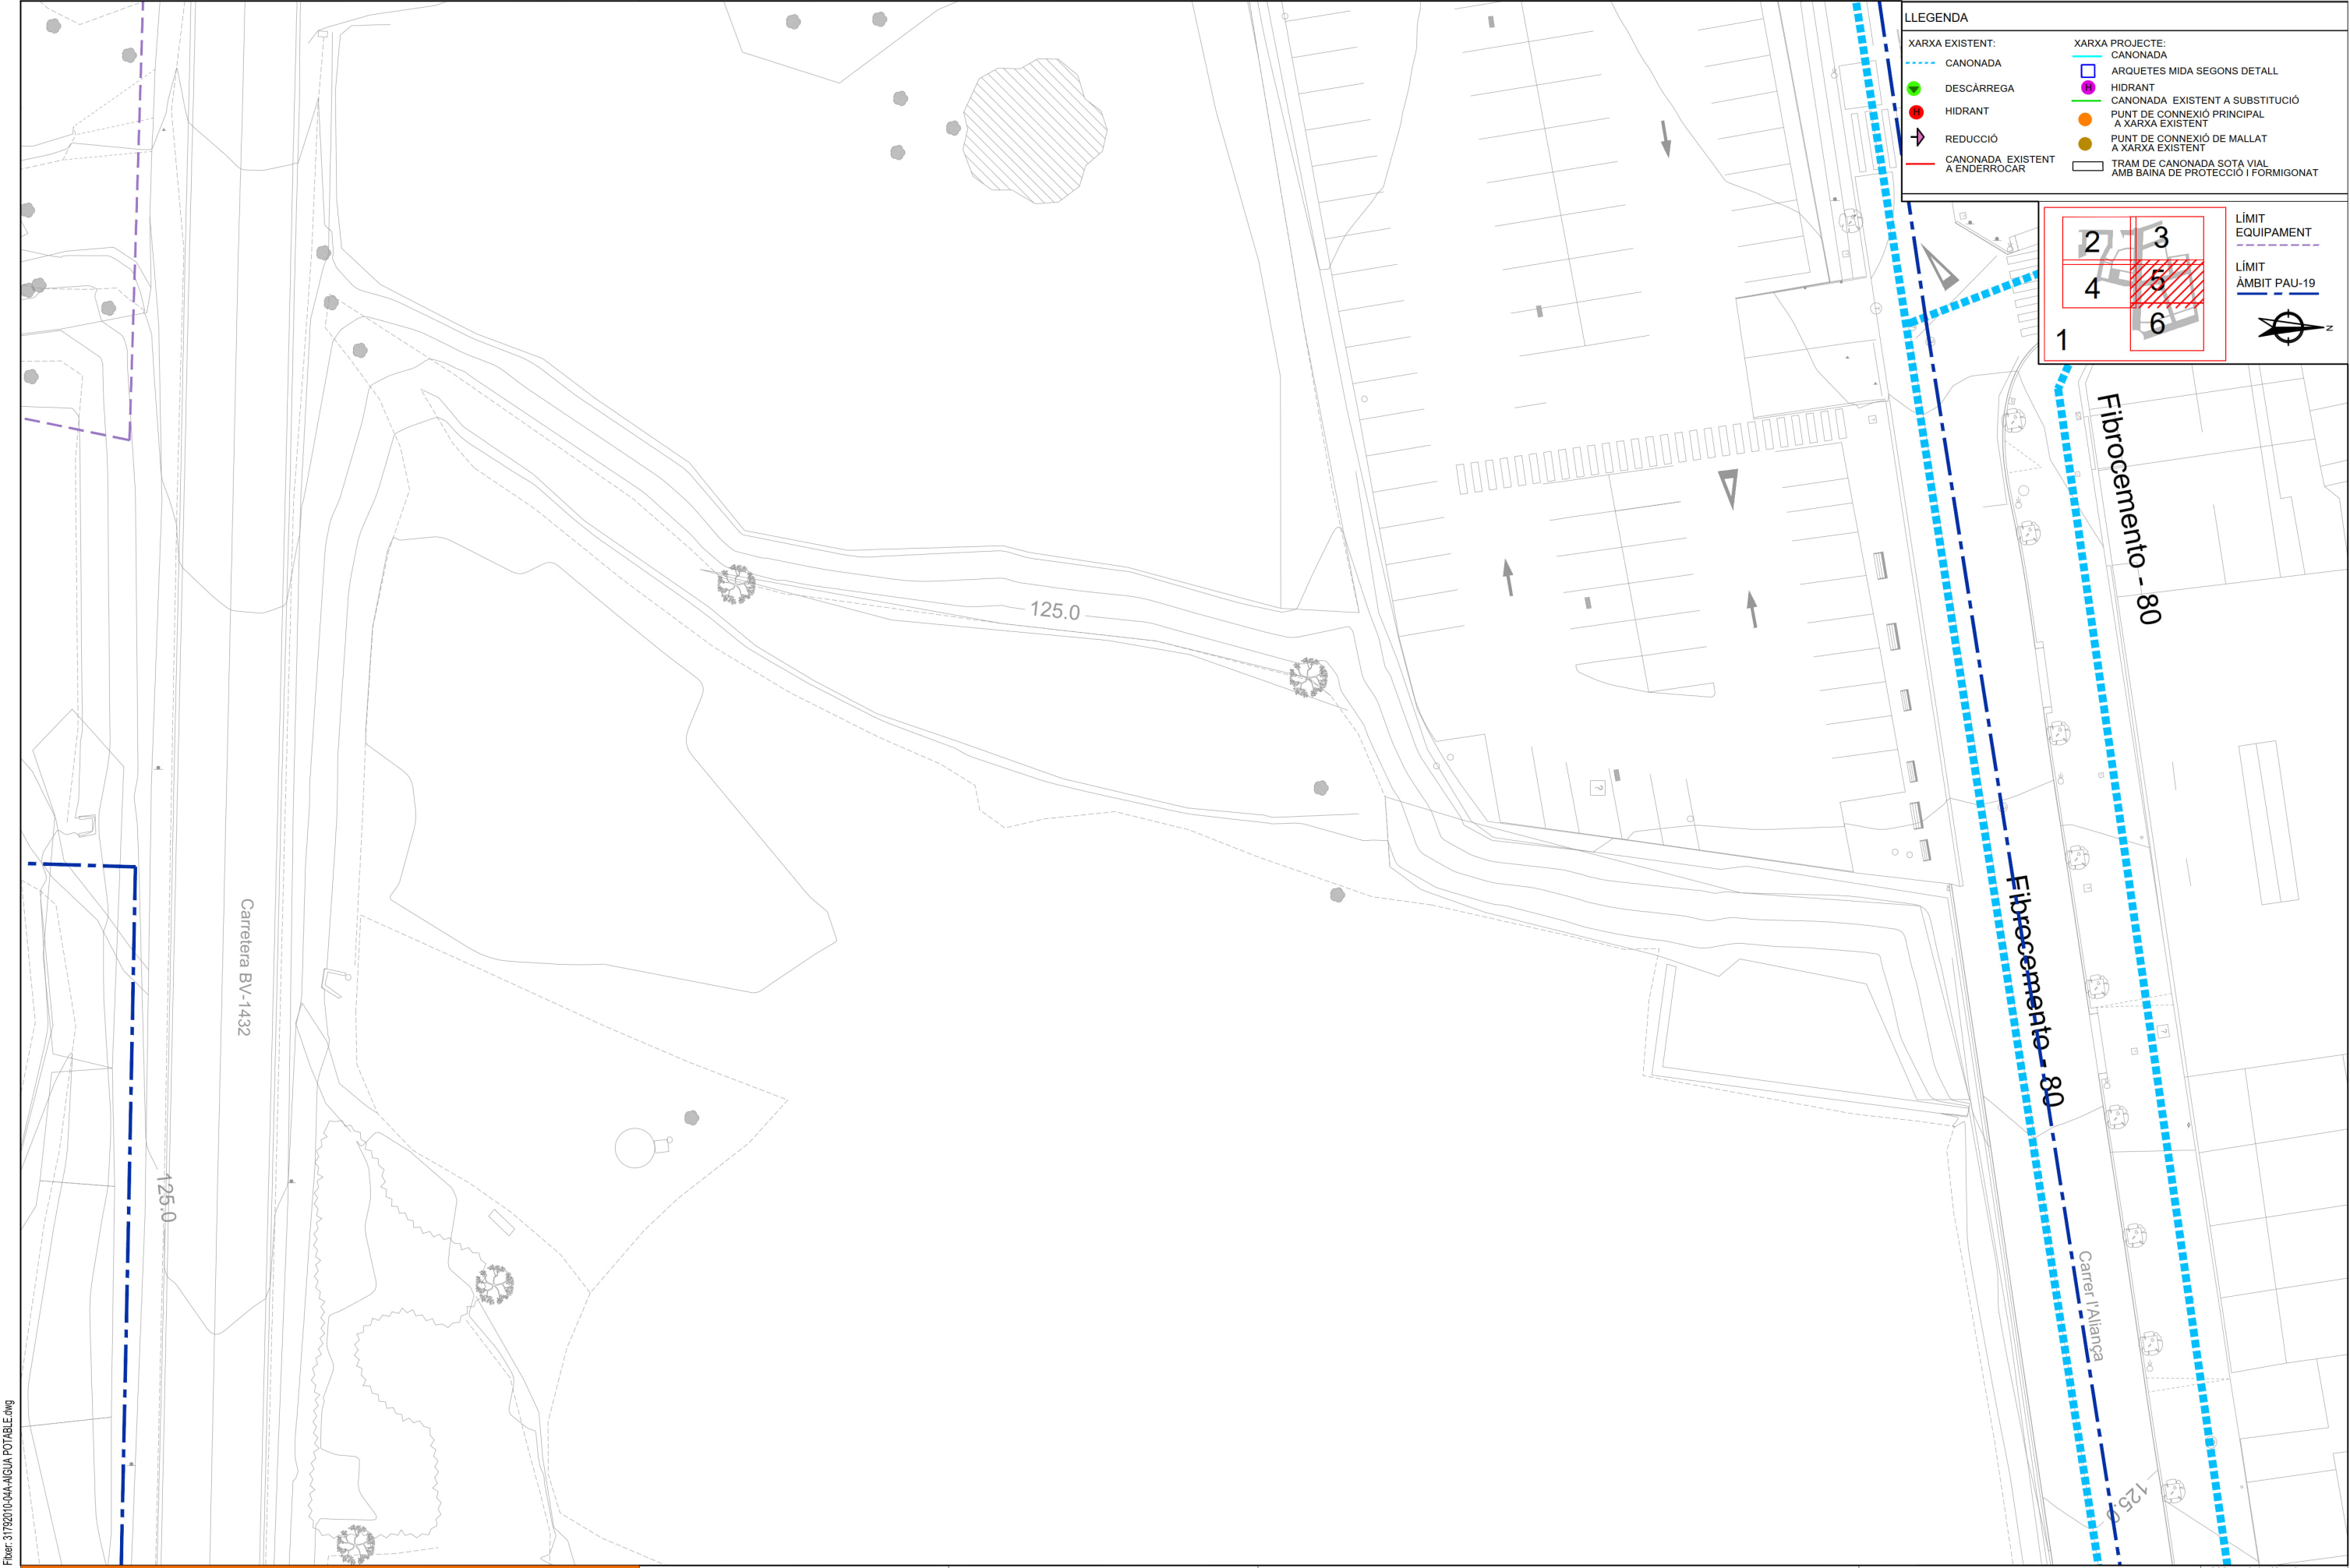 LLEGENDA
XARXA EXISTENT:
CANONADA
DESCÀRREGA
H
HIDRANT
REDUCCIÓ
CANONADA EXISTENT
A ENDERROCAR
XARXA PROJECTE:
CANONADA
ARQUETES MIDA SEGONS DETALL
H
HIDRANT
CANONADA EXISTENT A SUBSTITUCIÓ
PUNT DE CONNEXIÓ PRINCIPAL
A XARXA EXISTENT
PUNT DE CONNEXIÓ DE MALLAT
A XARXA EXISTENT
TRAM DE CANONADA SOTA VIAL
AMB BAINA DE PROTECCIÓ I FORMIGONAT
2
3
4
5
1
6
LÍMIT
EQUIPAMENT
LÍMIT
ÀMBIT PAU-19
N
Fibrocemento - 80
125.0
?
Fibrocemento - 80
Carretera BV-1432
?
125.0
Carrer l'Aliança
125.0
Fitxer: 31792010-04A-AIGUA POTABLE.dwg